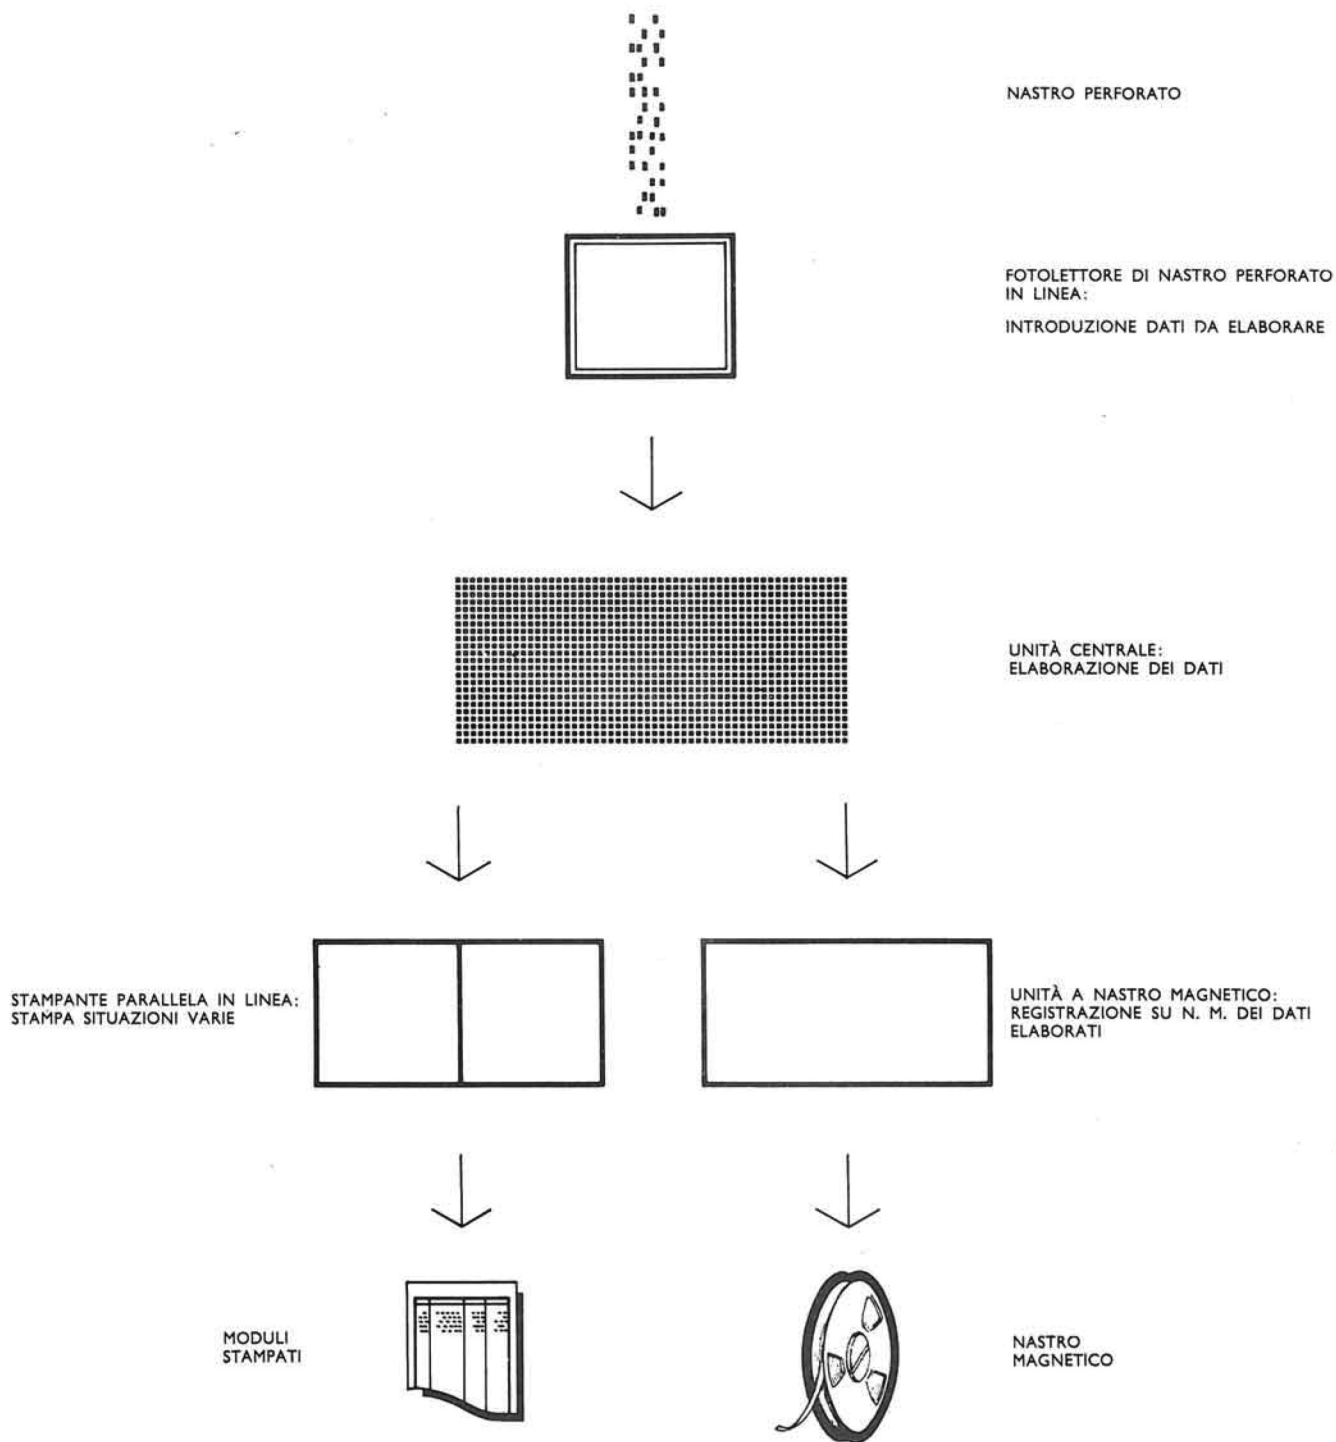 NASTRO PERFORATO
FOTOLETTORE DI NASTRO PERFORATO
IN LINEA:
INTRODUZIONE DATI DA ELABORARE
UNITÀ CENTRALE:
ELABORAZIONE DEI DATI
STAMPANTE PARALLELA IN LINEA:
STAMPA SITUAZIONI VARIE
UNITÀ A NASTRO MAGNETICO:
REGISTRAZIONE SU N. M. DEI DATI
ELABORATI
MODULI
STAMPATI
NASTRO
MAGNETICO